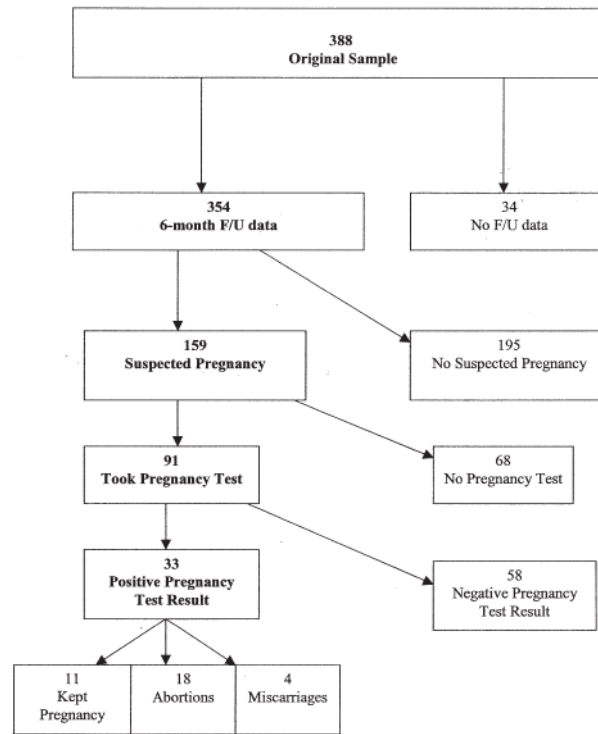 388
Original Sample
354
6-month F/U data
34
No F/U data
159
Suspected Pregnancy
195
No Suspected Pregnancy
91
Took Pregnancy Test
68
No Pregnancy Test
33
Positive Pregnancy
Test Result
58
Negative Pregnancy
Test Result
11
Kept
Pregnancy
18
Abortions
4
Miscarriages